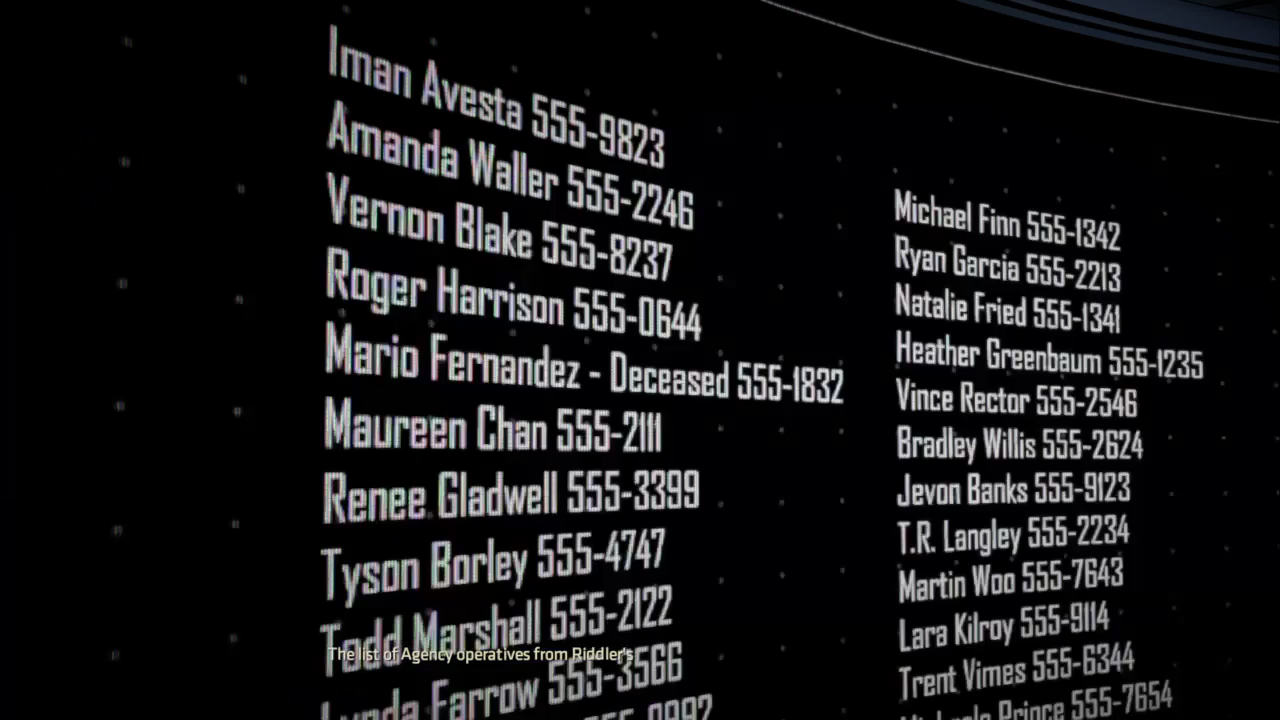 Iman Avesta 555-9823
Amanda Waller 555-2246
Vernon Blake 555-8237
Roger Harrison 555-0644
Mario Fernandez - Deceased 555-1832
Maureen Chan 555-2111
Renee Gladwell 555-3399
Tyson Borley 555-4747
Todd Marshall 555-2122
Lynda Farrow 555-3566
Michael Finn 555-1342
Ryan Garcia 555-2213
Natalie Fried 555-1341
Heather Greenbaum 555-1235
Vince Rector 555-2546
Bradley Willis 555-2624
Jevon Banks 555-9123
T.R. Langley 555-2234
Martin Woo 555-7643
Lara Kilroy 555-9114
Trent Vimes 555-6344
Prince 555-7654
The list of Agency operatives from Riddler's